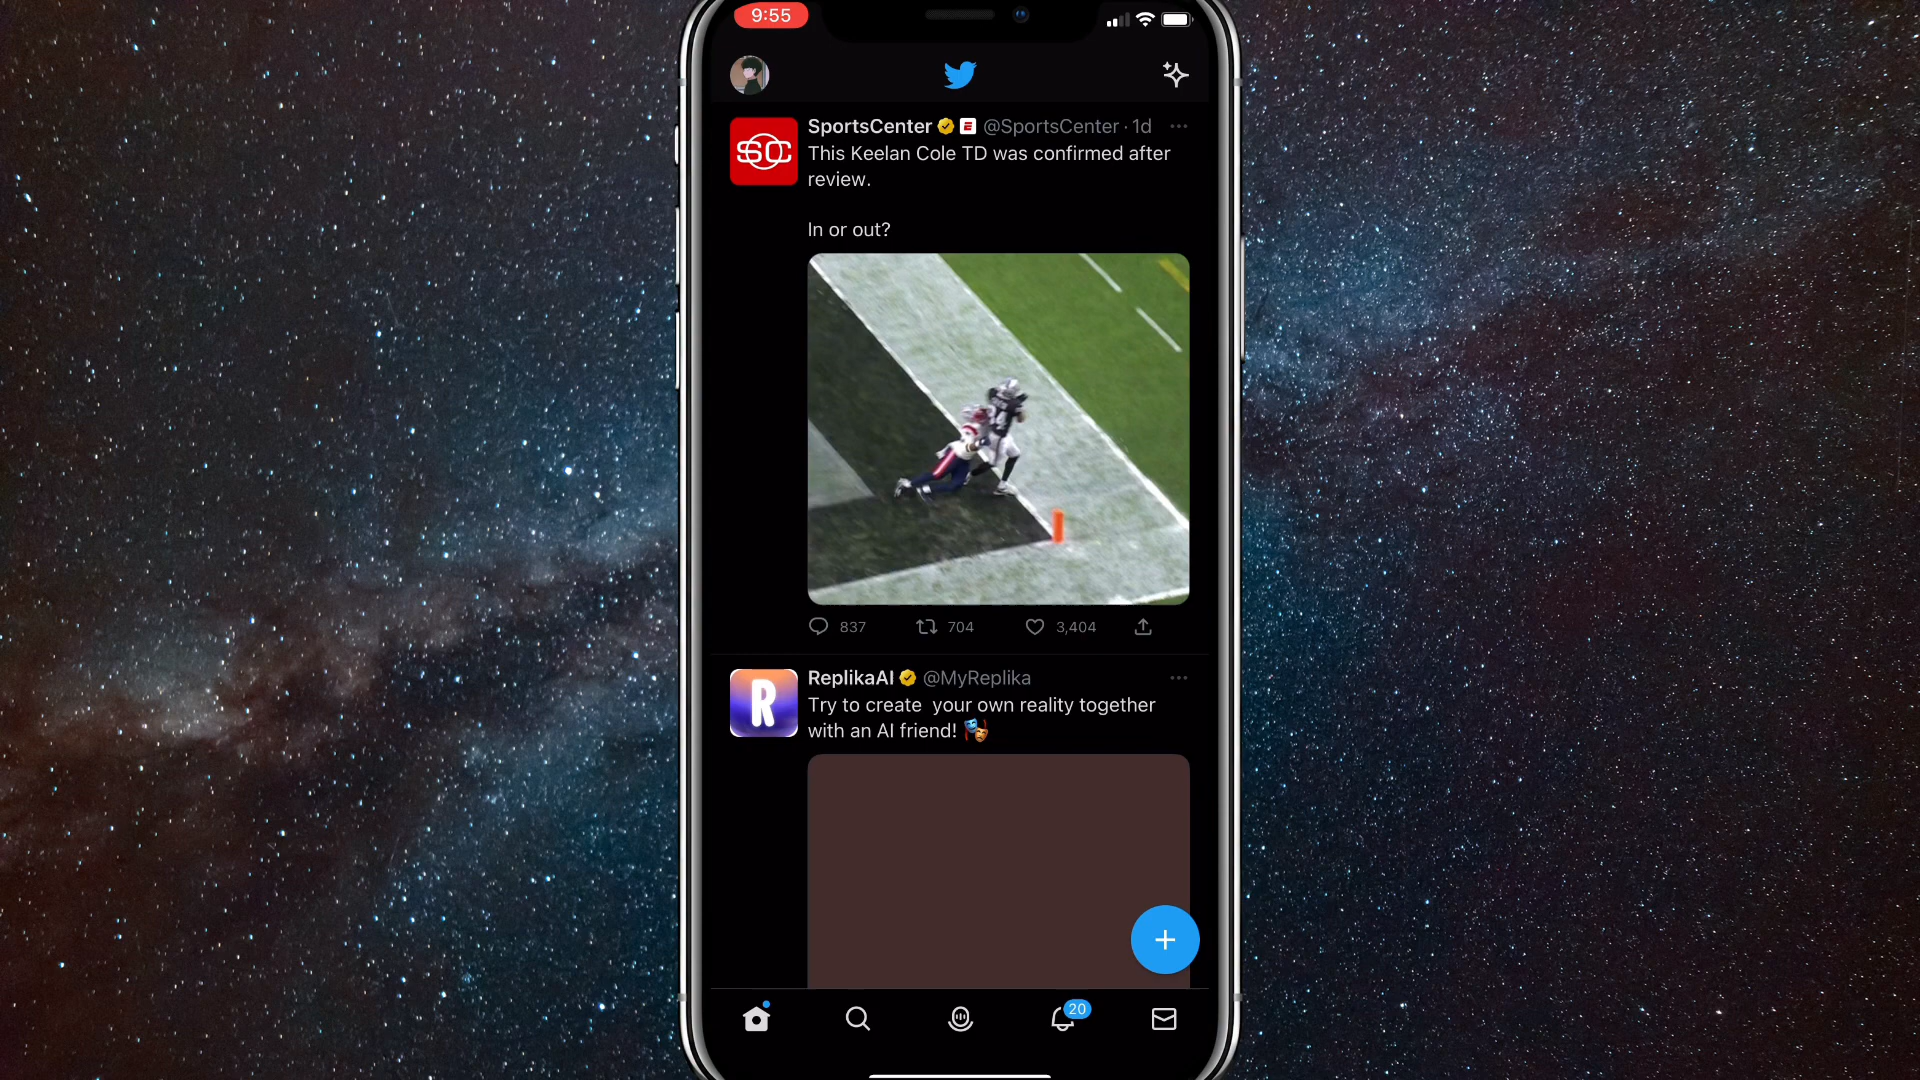 9:55
SportsCenter @SportsCenter · 1d
SC
This Keelan Cole TD was confirmed after
review.
In or out?
837 704 3,404
ReplikaAI @MyReplika
R
Try to create your own reality together
with an AI friend!
20